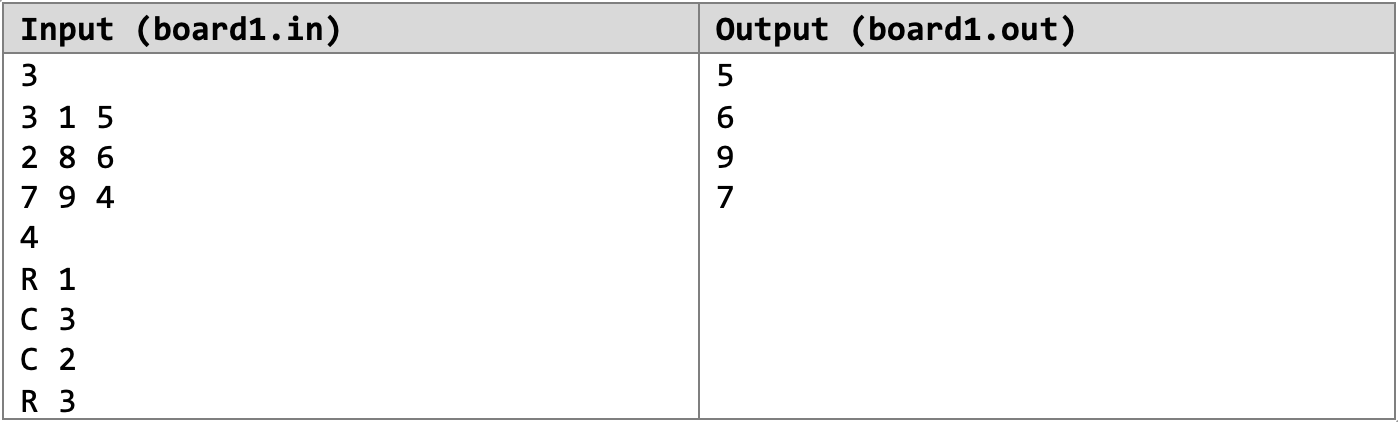 Input (board1.in)
3
3 1 5
2 8 6
7 9 4
4
R 1
C 3
C 2
R 3
Output (board1.out)
5
6
9
7